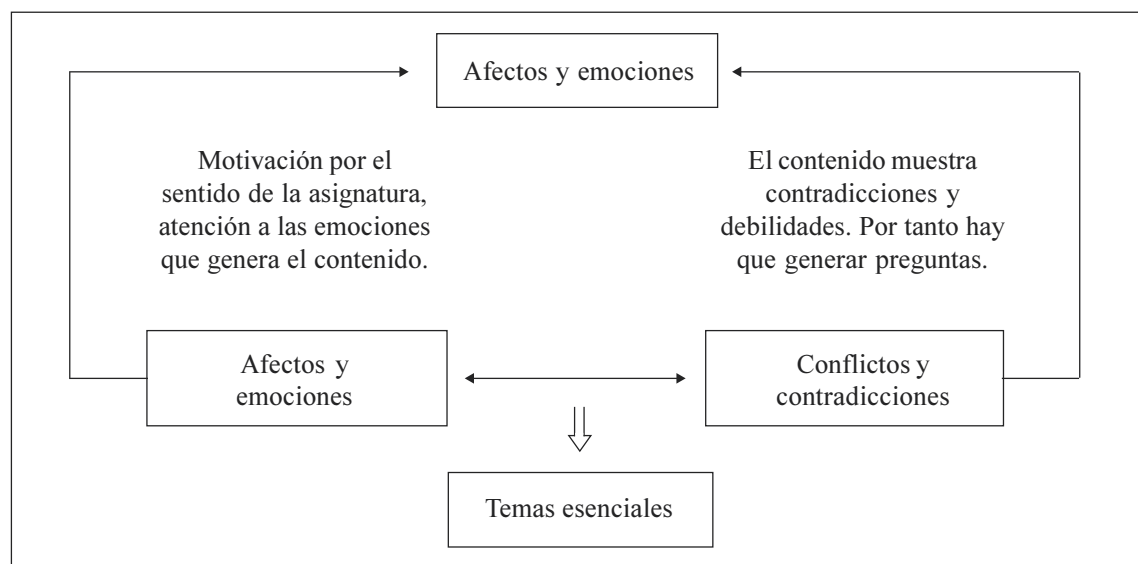 Afectos y emociones
Motivación por el
sentido de la asignatura,
atención a las emociones
que genera el contenido.
El contenido muestra
contradicciones y
debilidades. Por tanto hay
que generar preguntas.
Afectos y
emociones
Conflictos y
contradicciones
Temas esenciales